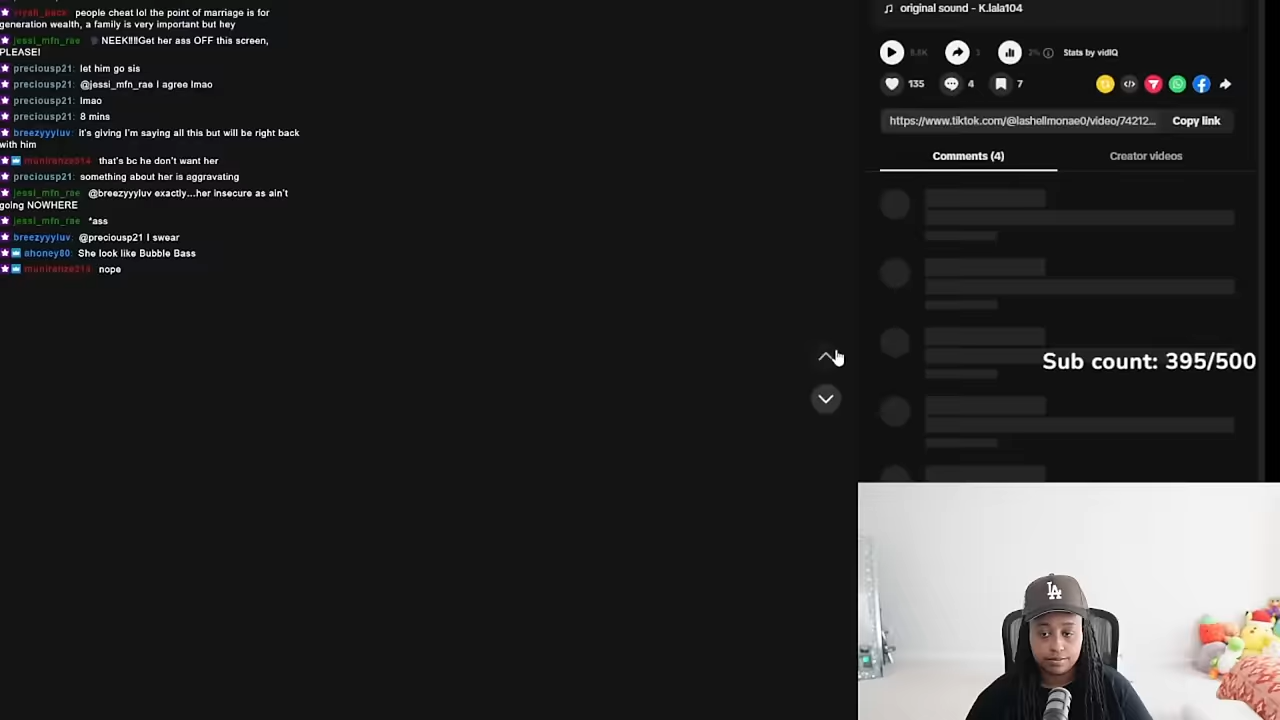 people cheat lol the point of marriage is for
generation wealth, a family is very important but hey
jessi_mfn_rae NEEK!!!!Get her ass OFF this screen,
PLEASE!
preciousp21: let him go sis
preciousp21: @jessi_mfn_rae I agree lmao
preciousp21: lmao
preciousp21: 8 mins
breezyyyluv: it's giving I'm saying all this but will be right back
with him
that's bc he don't want her
preciousp21: something about her is aggravating
jessi_mfn_rae @breezyyyluv exactly...her insecure as ain't
going NOWHERE
jessi_mfn_rae *ass
breezyyyluv: @preciousp21 I swear
ahoney80: She look like Bubble Bass
nope
original sound - K.lala104
Stats by vidIQ
135
4
7
https://www.tiktok.com/@lashellmonae0/video/74212...
Copy link
Comments (4)
Creator videos
Sub count: 395/500
LA